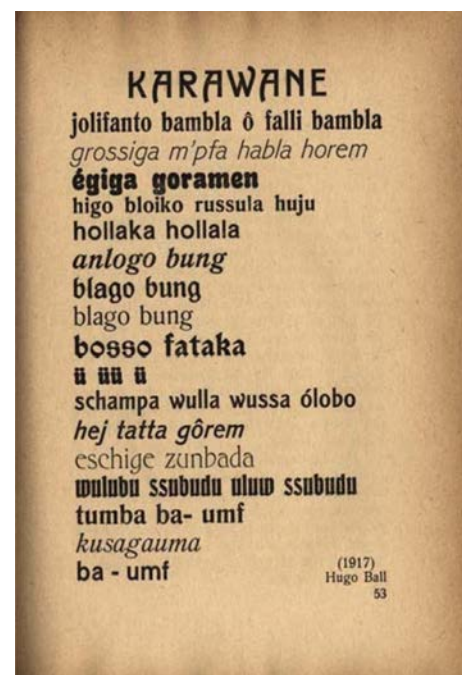 KARAWANE
jolifanto bambla ô falli bambla
grossiga m'pfa habla horem
égiga goramen
higo bloiko russula huju
hollaka hollala
anlogo bung
blago bung
blago bung
bosso fataka
ü üü ü
schampa wulla wussa ólobo
hej tatta gôrem
eschige zunbada
wulubu ssubudu uluw ssubudu
tumba ba- umf
kusagauma
ba - umf
(1917)
Hugo Ball
53